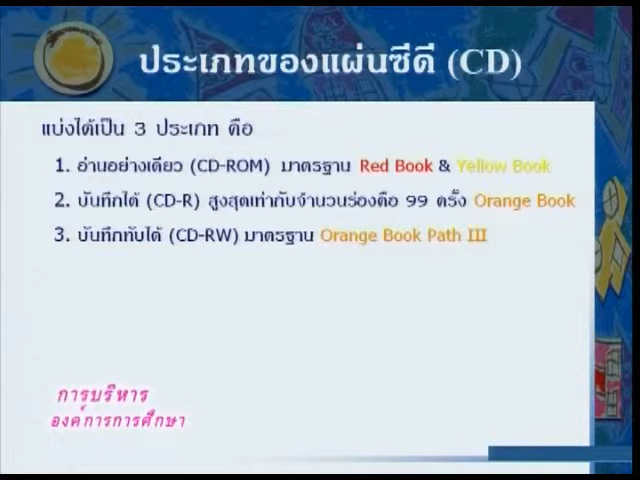 ประเภทของแผ่นซีดี (CD)
แบ่งได้เป็น 3 ประเภท คือ
1. อ่านอย่างเดียว (CD-ROM) มาตรฐาน Red Book & Yellow Book
2. บันทึกได้ (CD-R) สูงสุดเท่ากับจำนวนร่องคือ 99 ครั้ง Orange Book
3. บันทึกทับได้ (CD-RW) มาตรฐาน Orange Book Path III
การบริหาร
องค์การการศึกษา